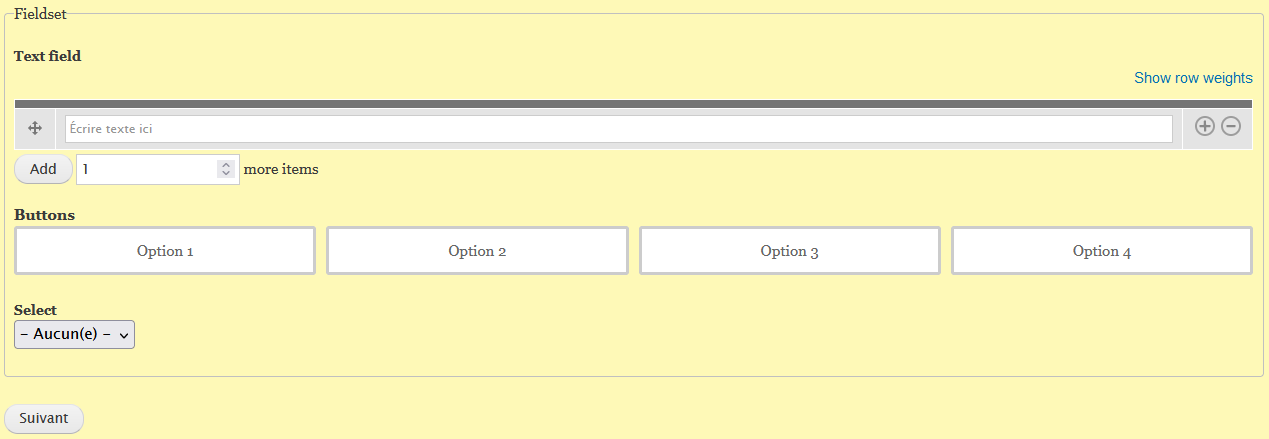 Fieldset
Text field
Show row weights
Écrire texte ici
Add 1 more items
Buttons
Option 1 Option 2 Option 3 Option 4
Select
- Aucun(e) -
Suivant